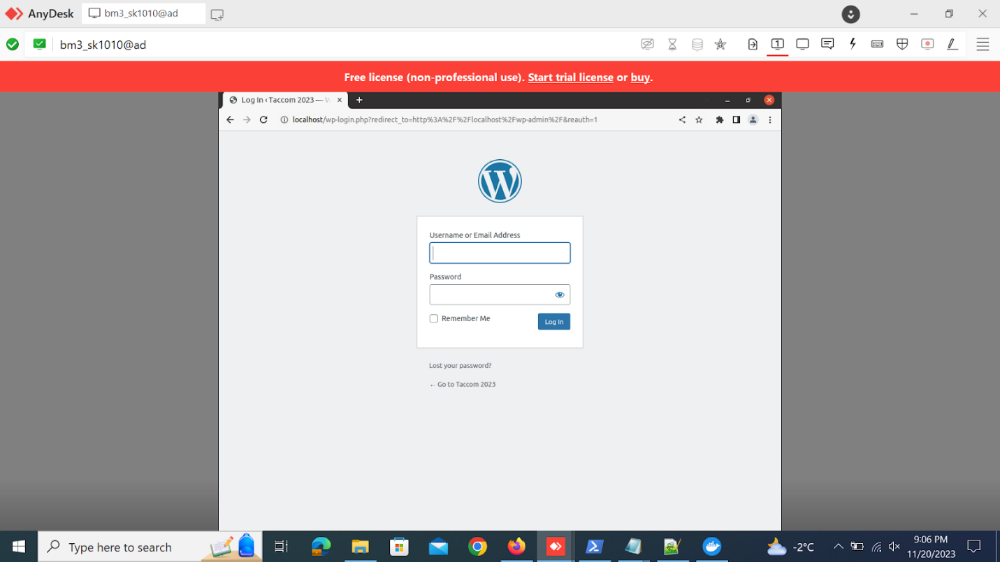 AnyDesk
bm3_sk1010@ad
bm3_sk1010@ad
1
Free license (non-professional use). Start trial license or buy.
Log In ‹ Taccom 2023 —
localhost/wp-login.php?redirect_to=http%3A%2F%2Flocalhost%2Fwp-admin%2F&reauth=1
Username or Email Address
Password
Remember Me
Log In
Lost your password?
← Go to Taccom 2023
Type here to search
-2°C
9:06 PM
11/20/2023